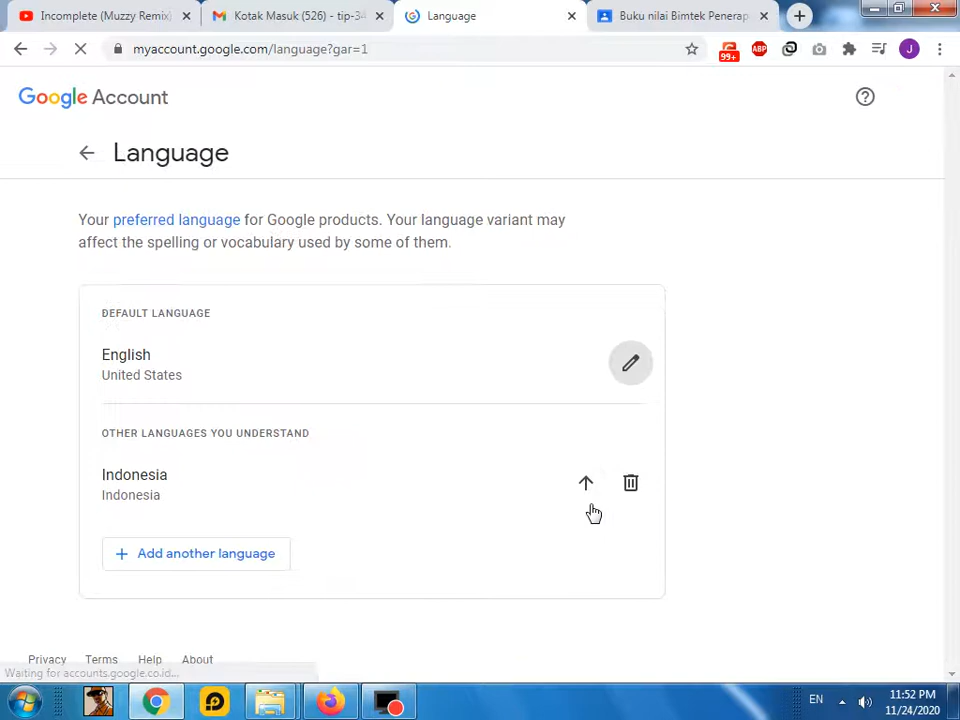 Incomplete (Muzzy Remix)
Kotak Masuk (526) - tip-34
Language
Buku nilai Bimtek Penerap
myaccount.google.com/language?gar=1
99+
ABP
J
Google Account
Language
Your preferred language for Google products. Your language variant may
affect the spelling or vocabulary used by some of them.
DEFAULT LANGUAGE
English
United States
OTHER LANGUAGES YOU UNDERSTAND
Indonesia
Indonesia
Add another language
Privacy
Terms
Help
About
Waiting for accounts.google.co.id...
EN
11:52 PM
11/24/2020